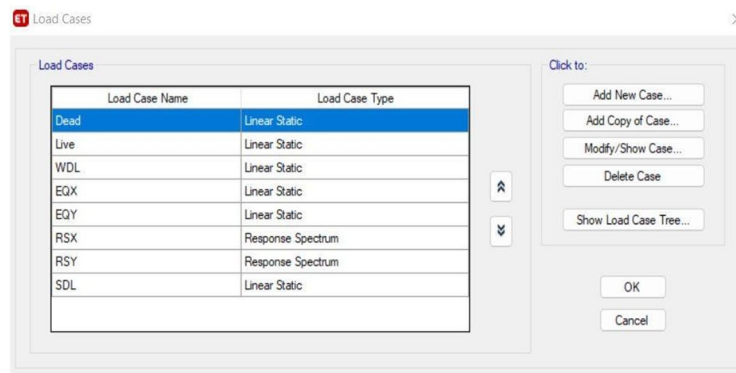 ET Load Cases
Load Cases
Load Case Name Load Case Type
Dead Linear Static
Live Linear Static
WDL Linear Static
EQX Linear Static
EQY Linear Static
RSX Response Spectrum
RSY Response Spectrum
SDL Linear Static
Click to:
Add New Case...
Add Copy of Case...
Modify/Show Case...
Delete Case
Show Load Case Tree...
OK
Cancel